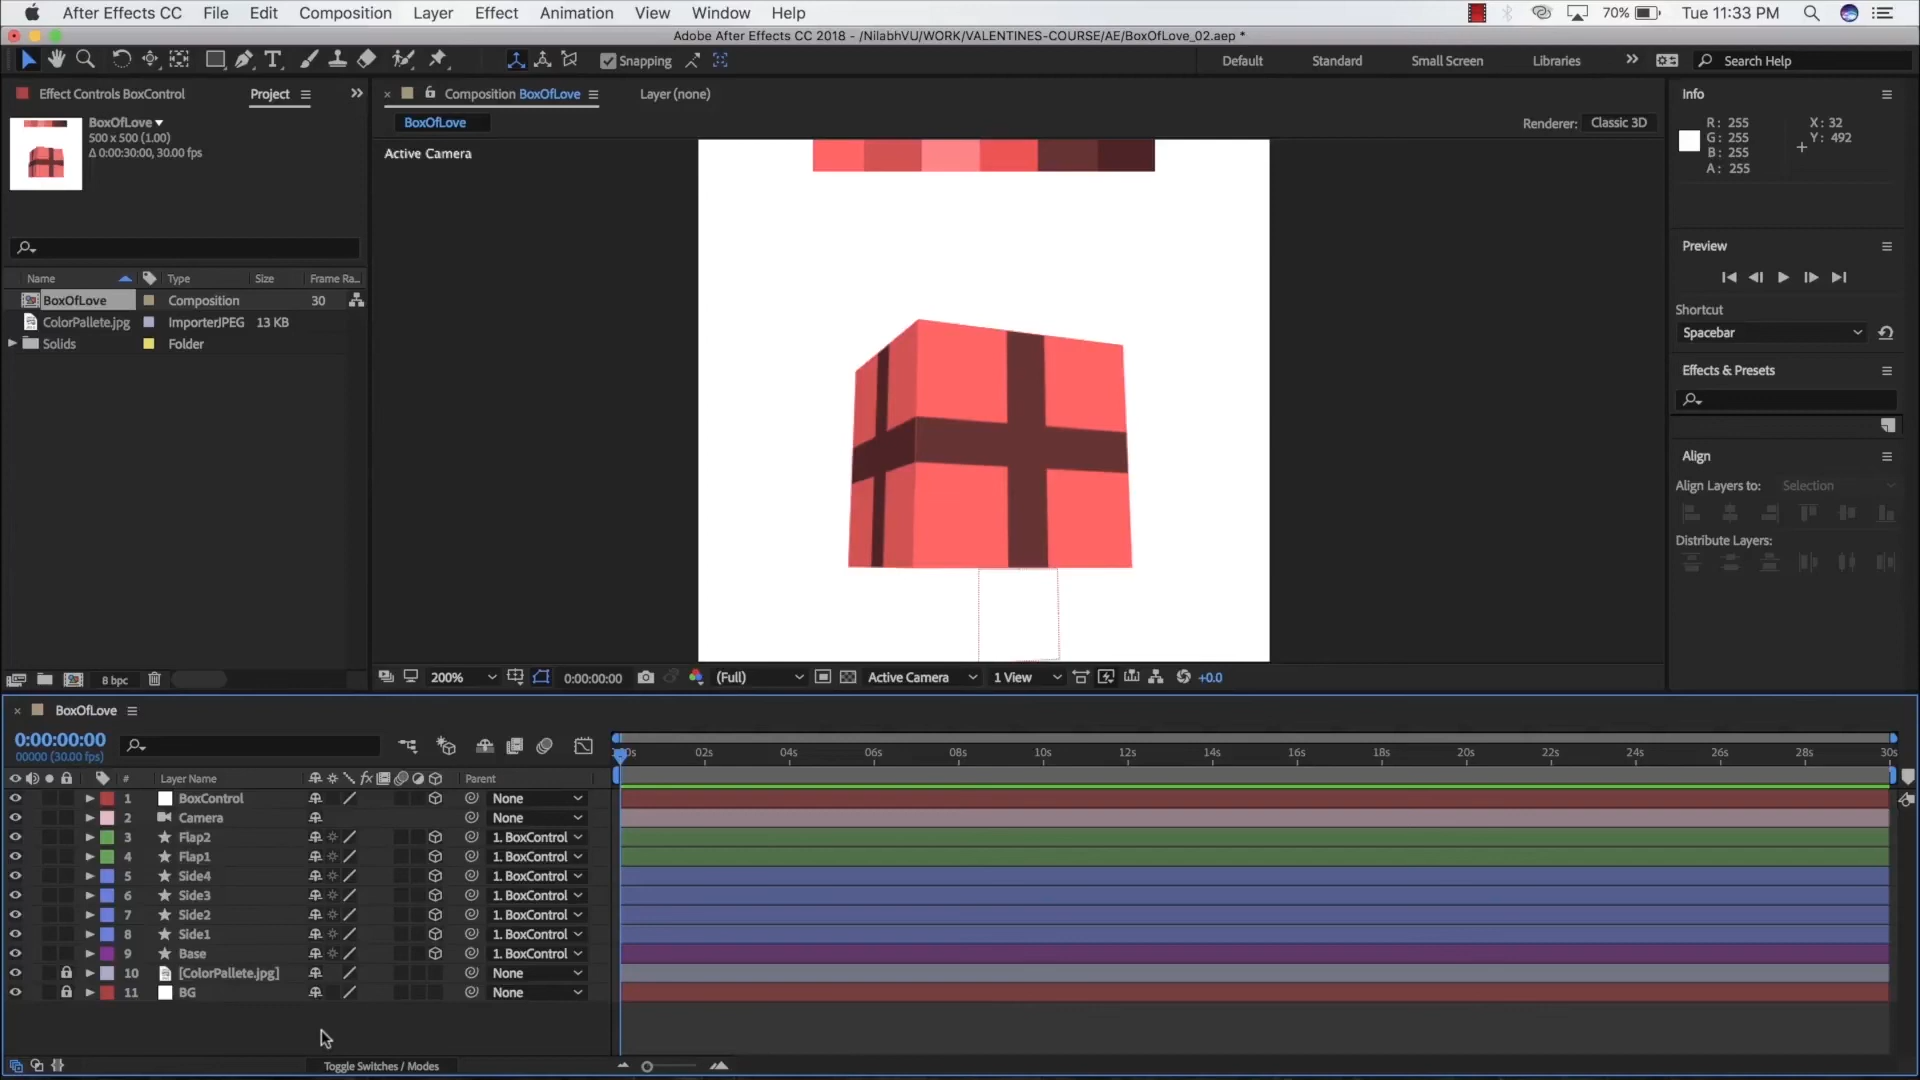 After Effects CC File Edit Composition Layer Effect Animation View Window Help 70% Tue 11:33 PM
Adobe After Effects CC 2018 - /NilabhVU/WORK/VALENTINES-COURSE/AE/BoxOfLove_02.aep *
Snapping Default Standard Small Screen Libraries Search Help
Effect Controls BoxControl Project Composition BoxOfLove Layer (none) Info
BoxOfLove
500 x 500 (1.00)
Δ 0:00:30:00, 30.00 fps
BoxOfLove
Renderer: Classic 3D
Active Camera
R: 255
G: 255
B: 255
A: 255
X: 32
Y: 492
Preview
Shortcut
Spacebar
Effects & Presets
Align
Align Layers to: Selection
Distribute Layers:
Name Type Size Frame Ra...
BoxOfLove Composition 30
ColorPallete.jpg ImporterJPEG 13 KB
Solids Folder
8 bpc
200% 0:00:00:00 (Full) Active Camera 1 View +0.0
BoxOfLove
0:00:00:00
00000 (30.00 fps)
00s 02s 04s 06s 08s 10s 12s 14s 16s 18s 20s 22s 24s 26s 28s 30s
# Layer Name fx Parent
1 BoxControl None
2 Camera None
3 Flap2 1. BoxControl
4 Flap1 1. BoxControl
5 Side4 1. BoxControl
6 Side3 1. BoxControl
7 Side2 1. BoxControl
8 Side1 1. BoxControl
9 Base 1. BoxControl
10 [ColorPallete.jpg] None
11 BG None
Toggle Switches / Modes